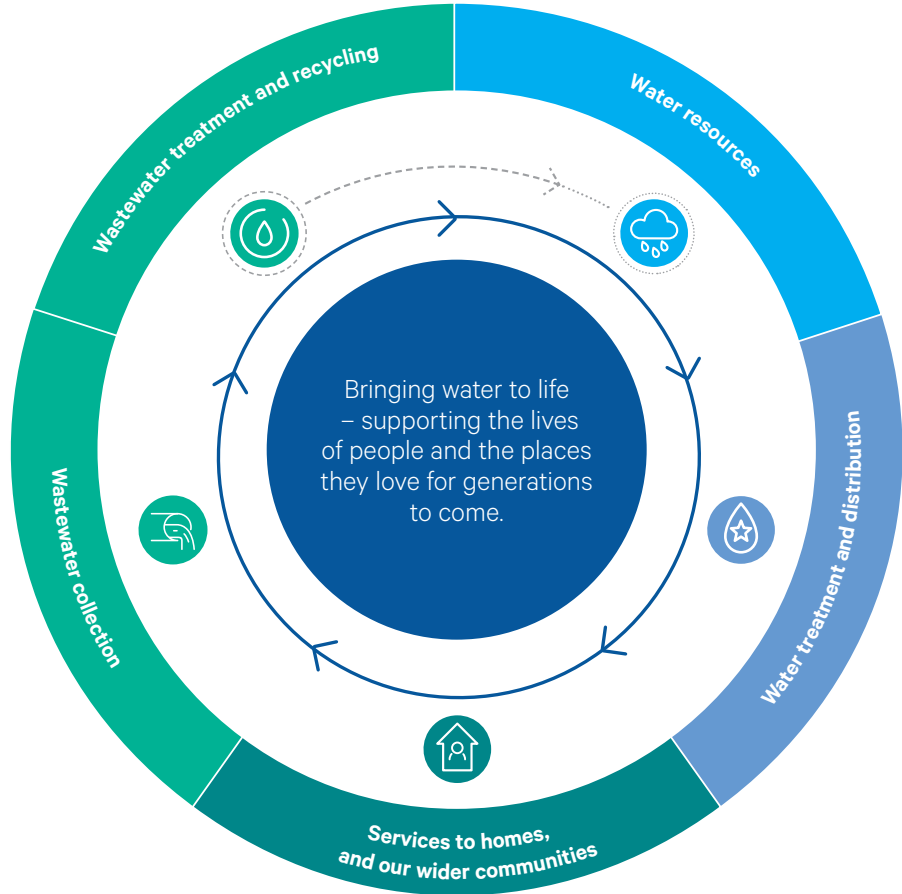 Wastewater treatment and recycling
Water resources
Bringing water to life
– supporting the lives
of people and the places
they love for generations
to come.
Water treatment and distribution
Services to homes,
and our wider communities
Wastewater collection